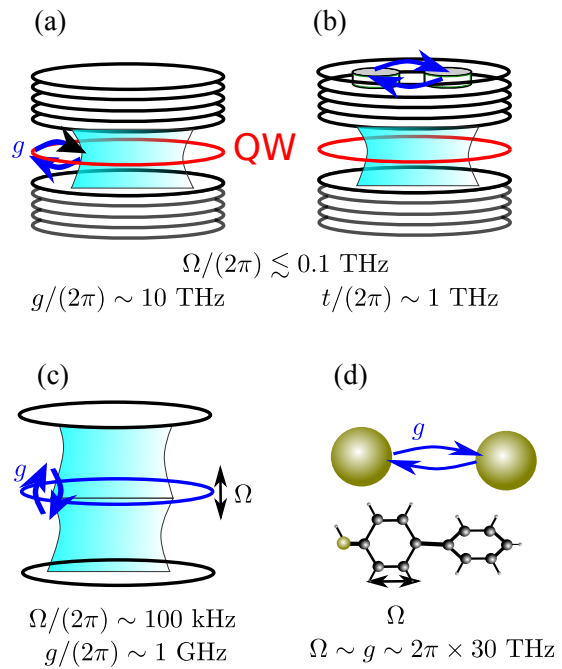 (a)
(b)
g
QW
Ω/(2π) ≲ 0.1 THz
g/(2π) ∼ 10 THz
t/(2π) ∼ 1 THz
(c)
(d)
g
g
Ω
Ω
Ω/(2π) ∼ 100 kHz
g/(2π) ∼ 1 GHz
Ω ∼ g ∼ 2π × 30 THz